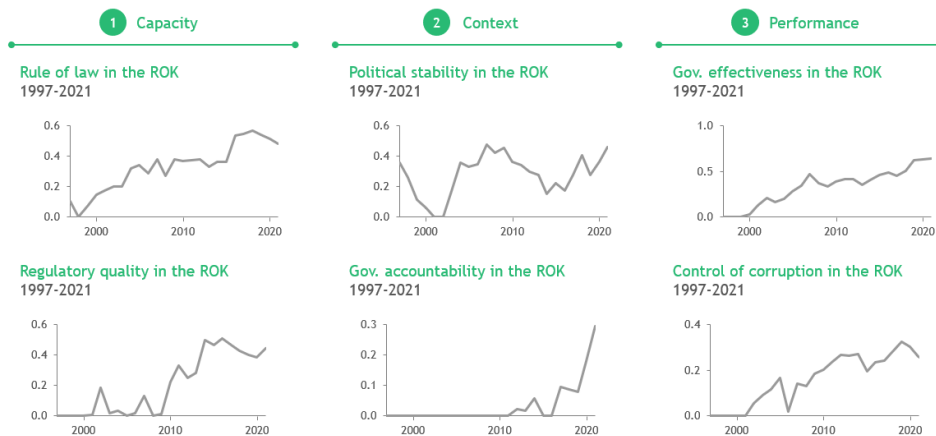 1 Capacity
2 Context
3 Performance
Rule of law in the ROK
1997-2021
0.6
0.4
0.2
0.0
2000 2010 2020
Political stability in the ROK
1997-2021
0.6
0.4
0.2
0.0
2000 2010 2020
Gov. effectiveness in the ROK
1997-2021
1.0
0.5
0.0
2000 2010 2020
Regulatory quality in the ROK
1997-2021
0.6
0.4
0.2
0.0
2000 2010 2020
Gov. accountability in the ROK
1997-2021
0.3
0.2
0.1
0.0
2000 2010 2020
Control of corruption in the ROK
1997-2021
0.4
0.2
0.0
2000 2010 2020